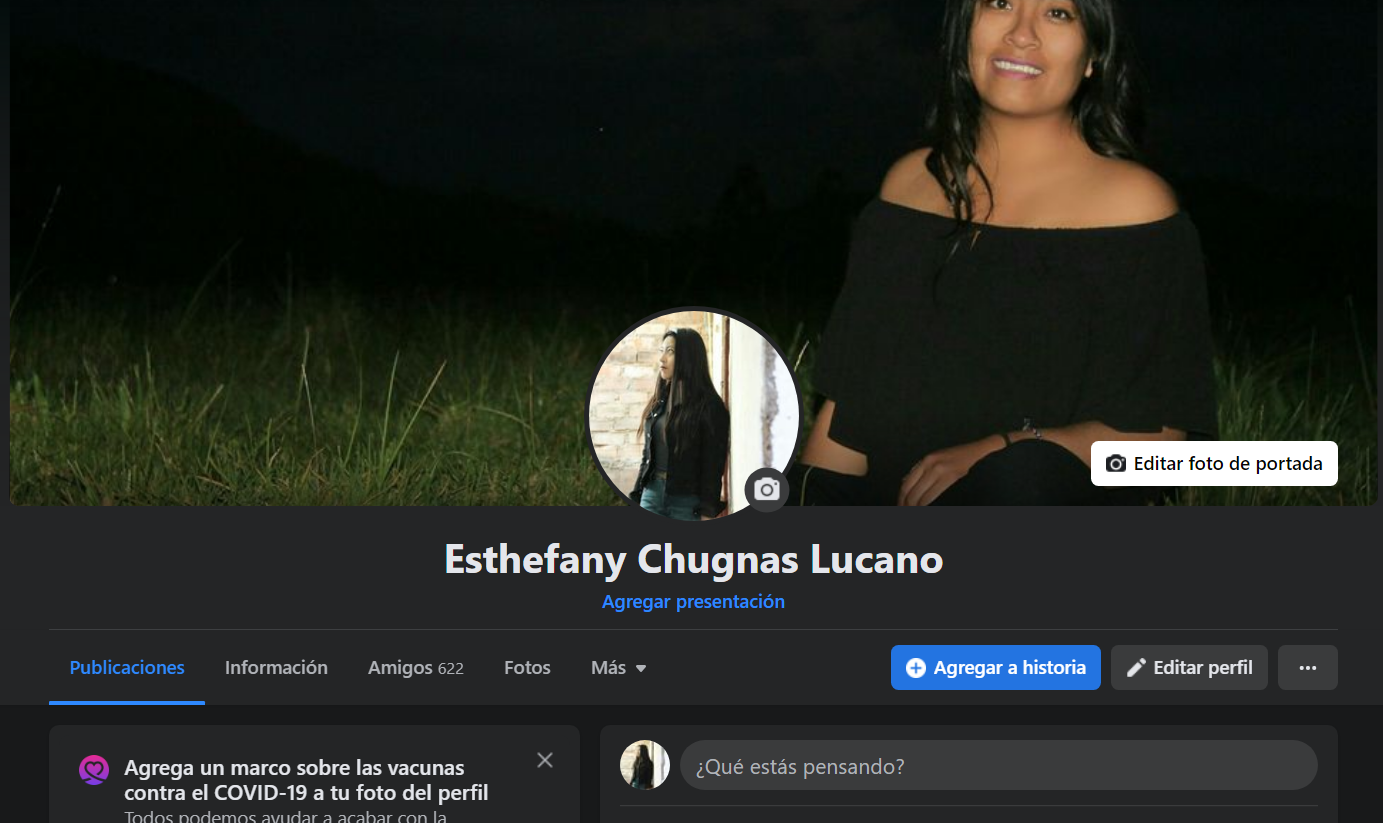 Editar foto de portada
Esthefany Chugnas Lucano
Agregar presentación
Publicaciones Información Amigos 622 Fotos Más
Agregar a historia Editar perfil
Agrega un marco sobre las vacunas
contra el COVID-19 a tu foto del perfil
Todos podemos ayudar a acabar con la
¿Qué estás pensando?